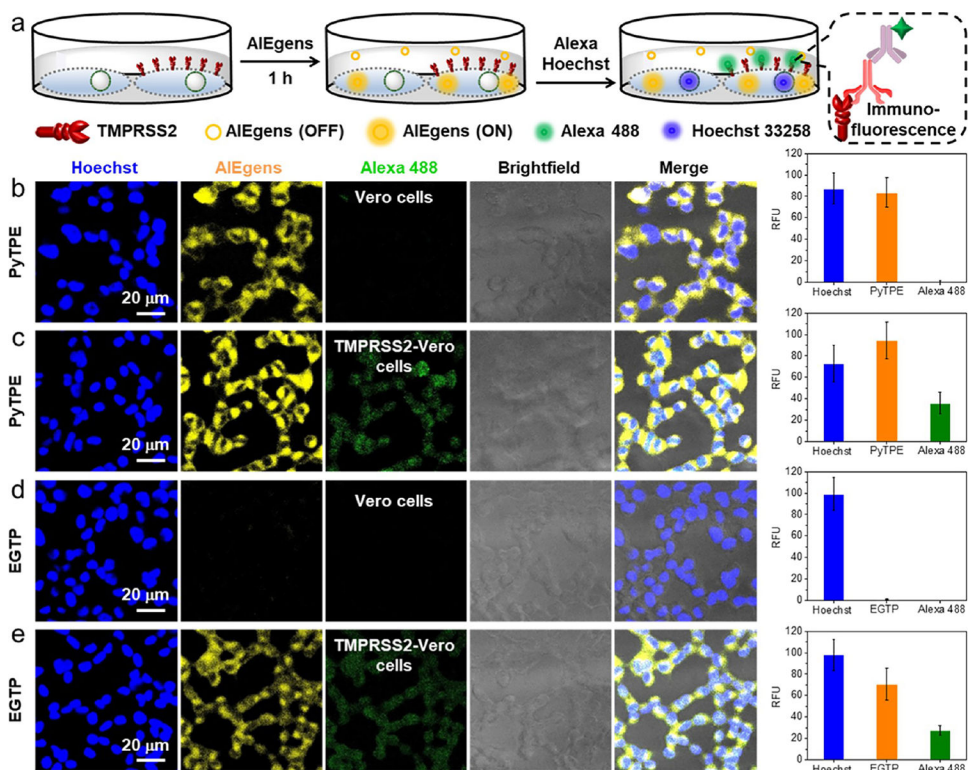 a
AIEgens
1 h
Alexa
Hoechst
Immuno-
fluorescence
TMPRSS2
AIEgens (OFF)
AIEgens (ON)
Alexa 488
Hoechst 33258
Hoechst
AIEgens
Alexa 488
Brightfield
Merge
b
PyTPE
20 μm
Vero cells
RFU
120
100
80
60
40
20
0
Hoechst PyTPE Alexa 488
c
PyTPE
20 μm
TMPRSS2-Vero
cells
RFU
120
100
80
60
40
20
0
Hoechst PyTPE Alexa 488
d
EGTP
20 μm
Vero cells
RFU
120
100
80
60
40
20
0
Hoechst EGTP Alexa 488
e
EGTP
20 μm
TMPRSS2-Vero
cells
RFU
120
100
80
60
40
20
0
Hoechst EGTP Alexa 488